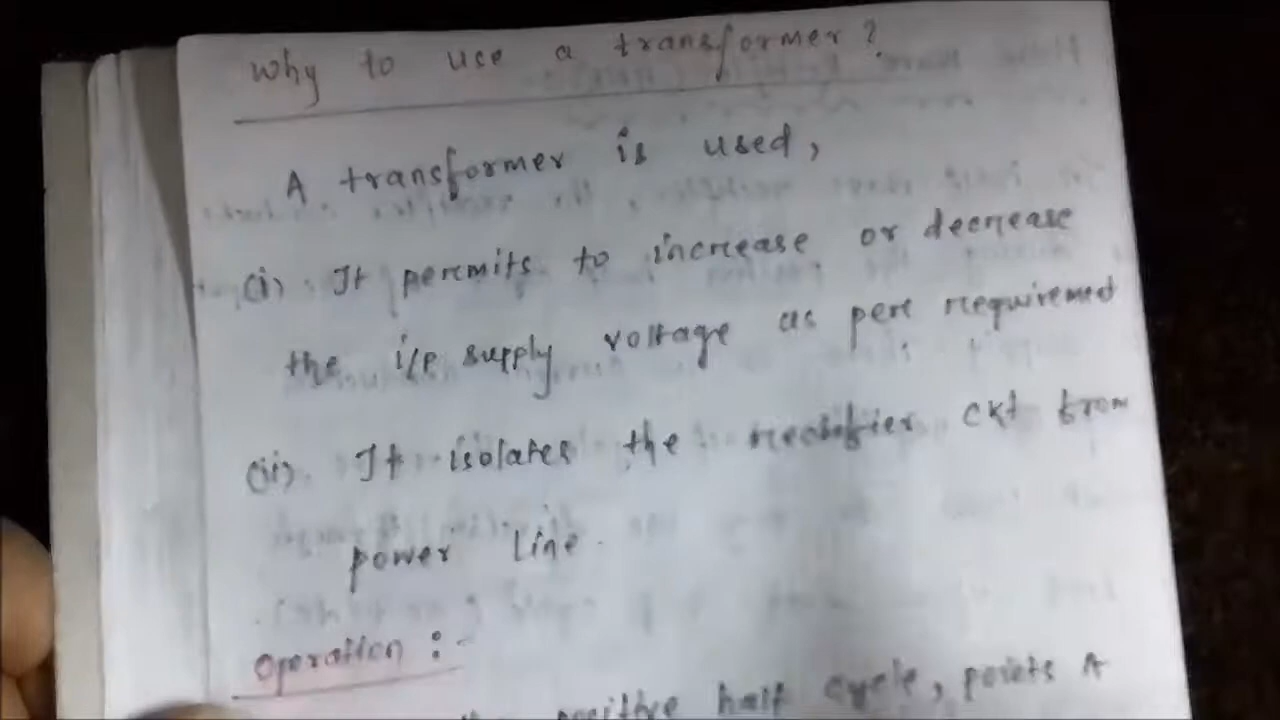 Why to use a transformer?
A transformer is used,
(i) It permits to increase or decrease
the i/p supply voltage as per requirement
(ii) It isolates the rectifier ckt from
power line.
Operation :-
positive half cycle, points A